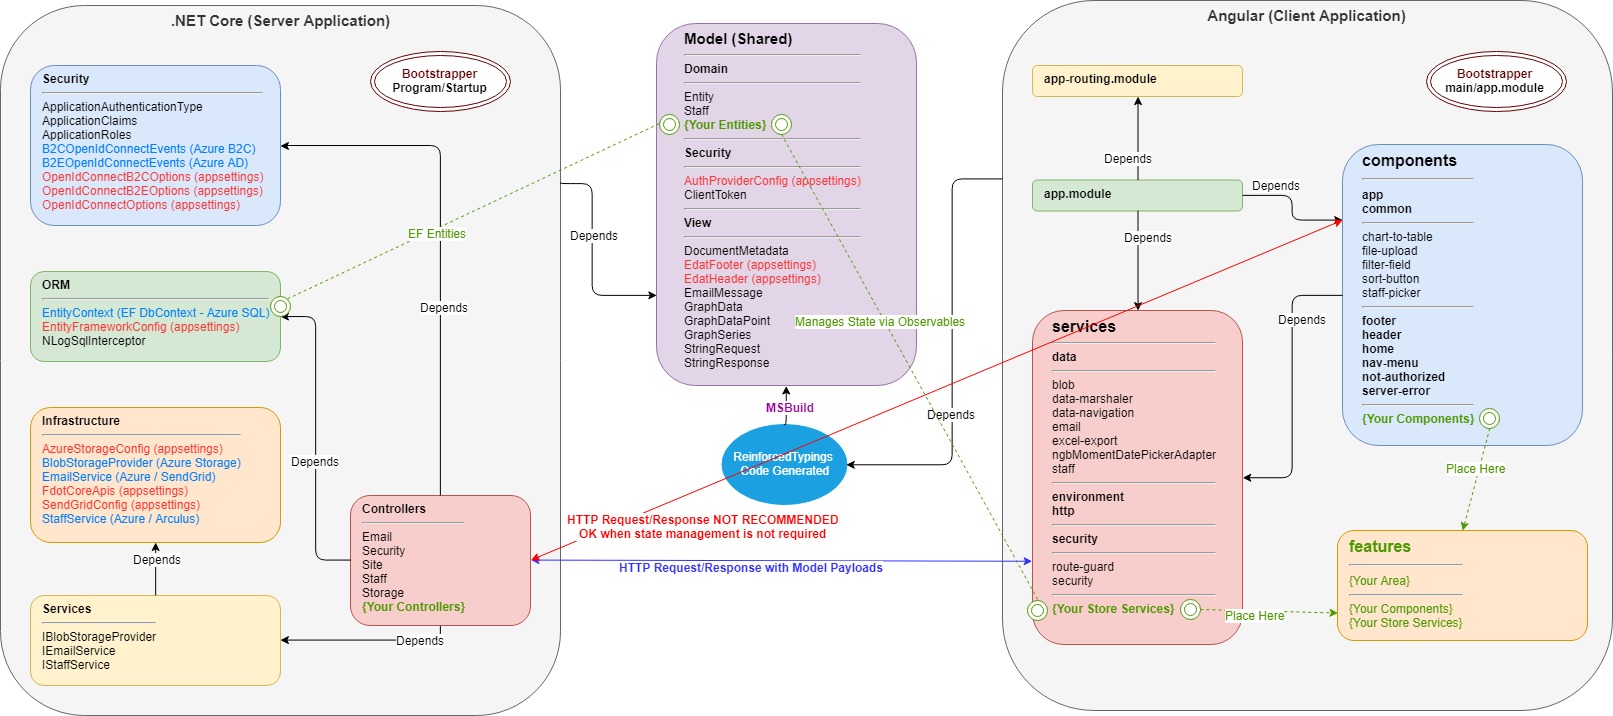 .NET Core (Server Application)
Bootstrapper
Program/Startup
Security
ApplicationAuthenticationType
ApplicationClaims
ApplicationRoles
B2COpenIdConnectEvents (Azure B2C)
B2EOpenIdConnectEvents (Azure AD)
OpenIdConnectB2COptions (appsettings)
OpenIdConnectB2EOptions (appsettings)
OpenIdConnectOptions (appsettings)
EF Entities
ORM
EntityContext (EF DbContext - Azure SQL)
EntityFrameworkConfig (appsettings)
NLogSqlInterceptor
Depends
Infrastructure
AzureStorageConfig (appsettings)
BlobStorageProvider (Azure Storage)
EmailService (Azure / SendGrid)
FdotCoreApis (appsettings)
SendGridConfig (appsettings)
StaffService (Azure / Arculus)
Depends
Depends
Services
IBlobStorageProvider
IEmailService
IStaffService
Controllers
Email
Security
Site
Staff
Storage
{Your Controllers}
Depends
Depends
Model (Shared)
Domain
Entity
Staff
{Your Entities}
Security
AuthProviderConfig (appsettings)
ClientToken
View
DocumentMetadata
EdatFooter (appsettings)
EdatHeader (appsettings)
EmailMessage
GraphData
GraphDataPoint
GraphSeries
StringRequest
StringResponse
Manages State via Observables
MSBuild
ReinforcedTypings
Code Generated
Depends
HTTP Request/Response NOT RECOMMENDED
OK when state management is not required
HTTP Request/Response with Model Payloads
Angular (Client Application)
Bootstrapper
main/app.module
app-routing.module
Depends
app.module
Depends
Depends
components
app
common
chart-to-table
file-upload
filter-field
sort-button
staff-picker
footer
header
home
nav-menu
not-authorized
server-error
{Your Components}
Depends
services
data
blob
data-marshaler
data-navigation
email
excel-export
ngbMomentDatePickerAdapter
staff
environment
http
security
route-guard
security
{Your Store Services}
Place Here
Place Here
features
{Your Area}
{Your Components}
{Your Store Services}